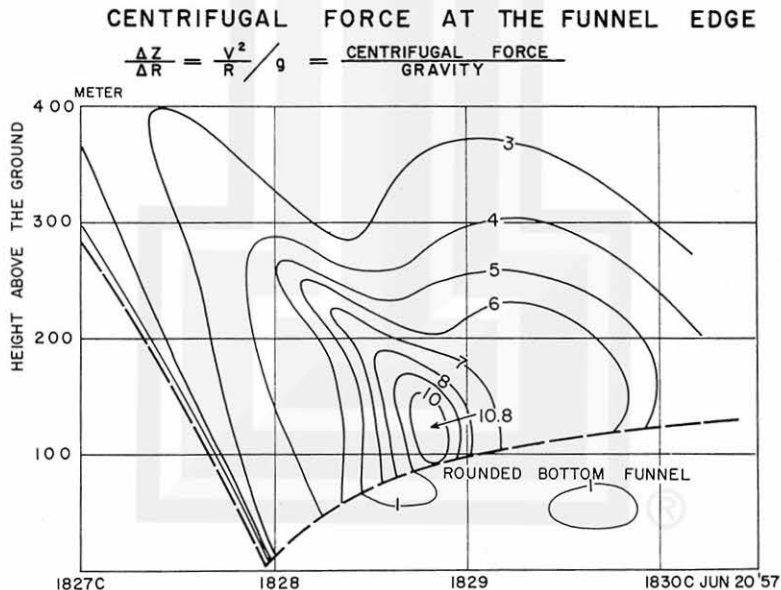 CENTRIFUGAL FORCE AT THE FUNNEL EDGE
ΔZ/ΔR = V²/R / g = CENTRIFUGAL FORCE/GRAVITY
METER
400
300
200
100
HEIGHT ABOVE THE GROUND
3
4
5
6
7
8
10
10.8
ROUNDED BOTTOM FUNNEL
1
1
®
1827C 1828 1829 1830C JUN 20 '57